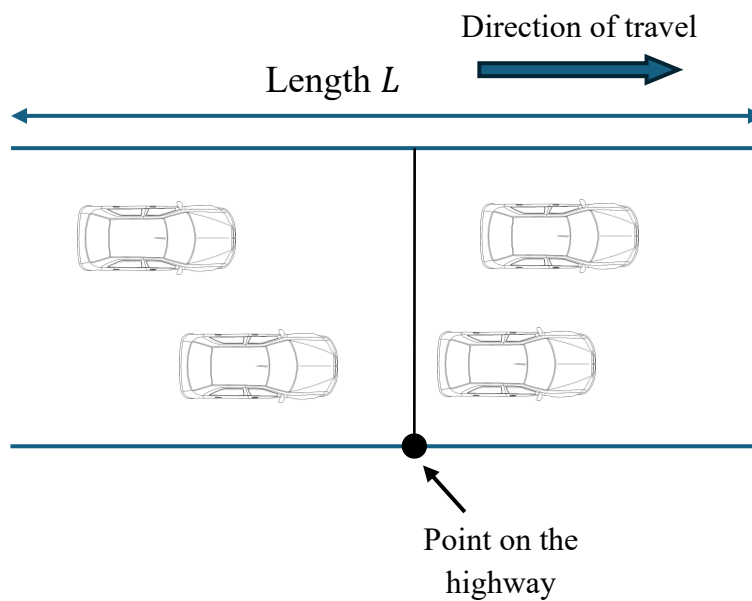 Direction of travel
Length L
Point on the
highway